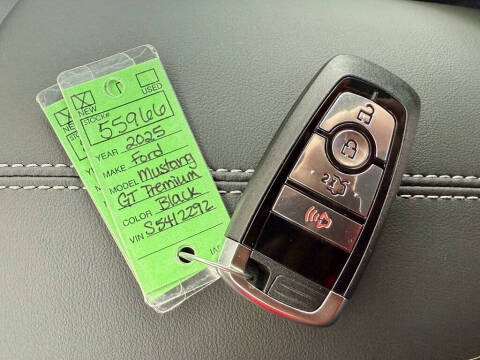 X NEW USED
STOCK# 55966
YEAR 2025
MAKE Ford
MODEL Mustang
GT Premium
COLOR Black
VIN S5412292